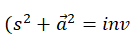 (s² + a⃗² = inv